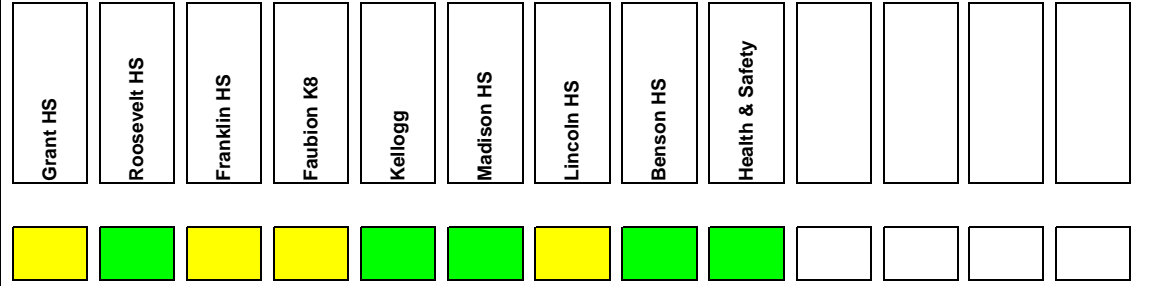 Grant HS
Roosevelt HS
Franklin HS
Faubion K8
Kellogg
Madison HS
Lincoln HS
Benson HS
Health & Safety